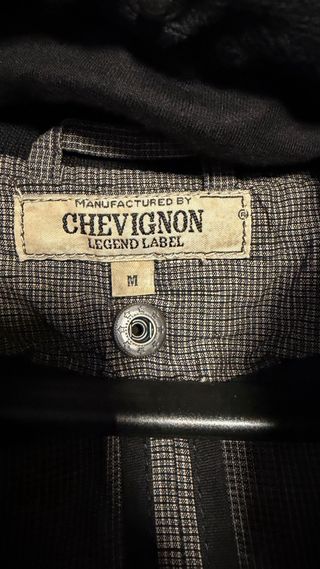 MANUFACTURED BY
CHEVIGNON ®
LEGEND LABEL
M